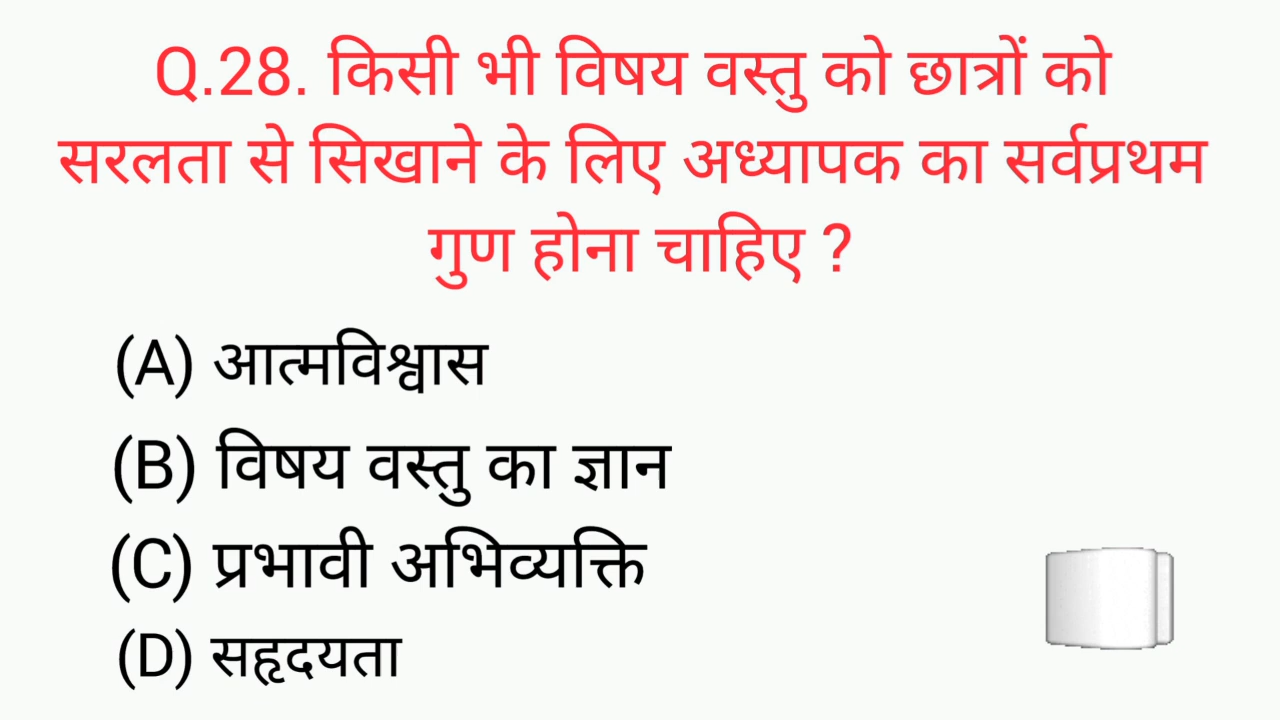 Q.28. किसी भी विषय वस्तु को छात्रों को
सरलता से सिखाने के लिए अध्यापक का सर्वप्रथम
गुण होना चाहिए ?
(A) आत्मविश्वास
(B) विषय वस्तु का ज्ञान
(C) प्रभावी अभिव्यक्ति
(D) सहृदयता